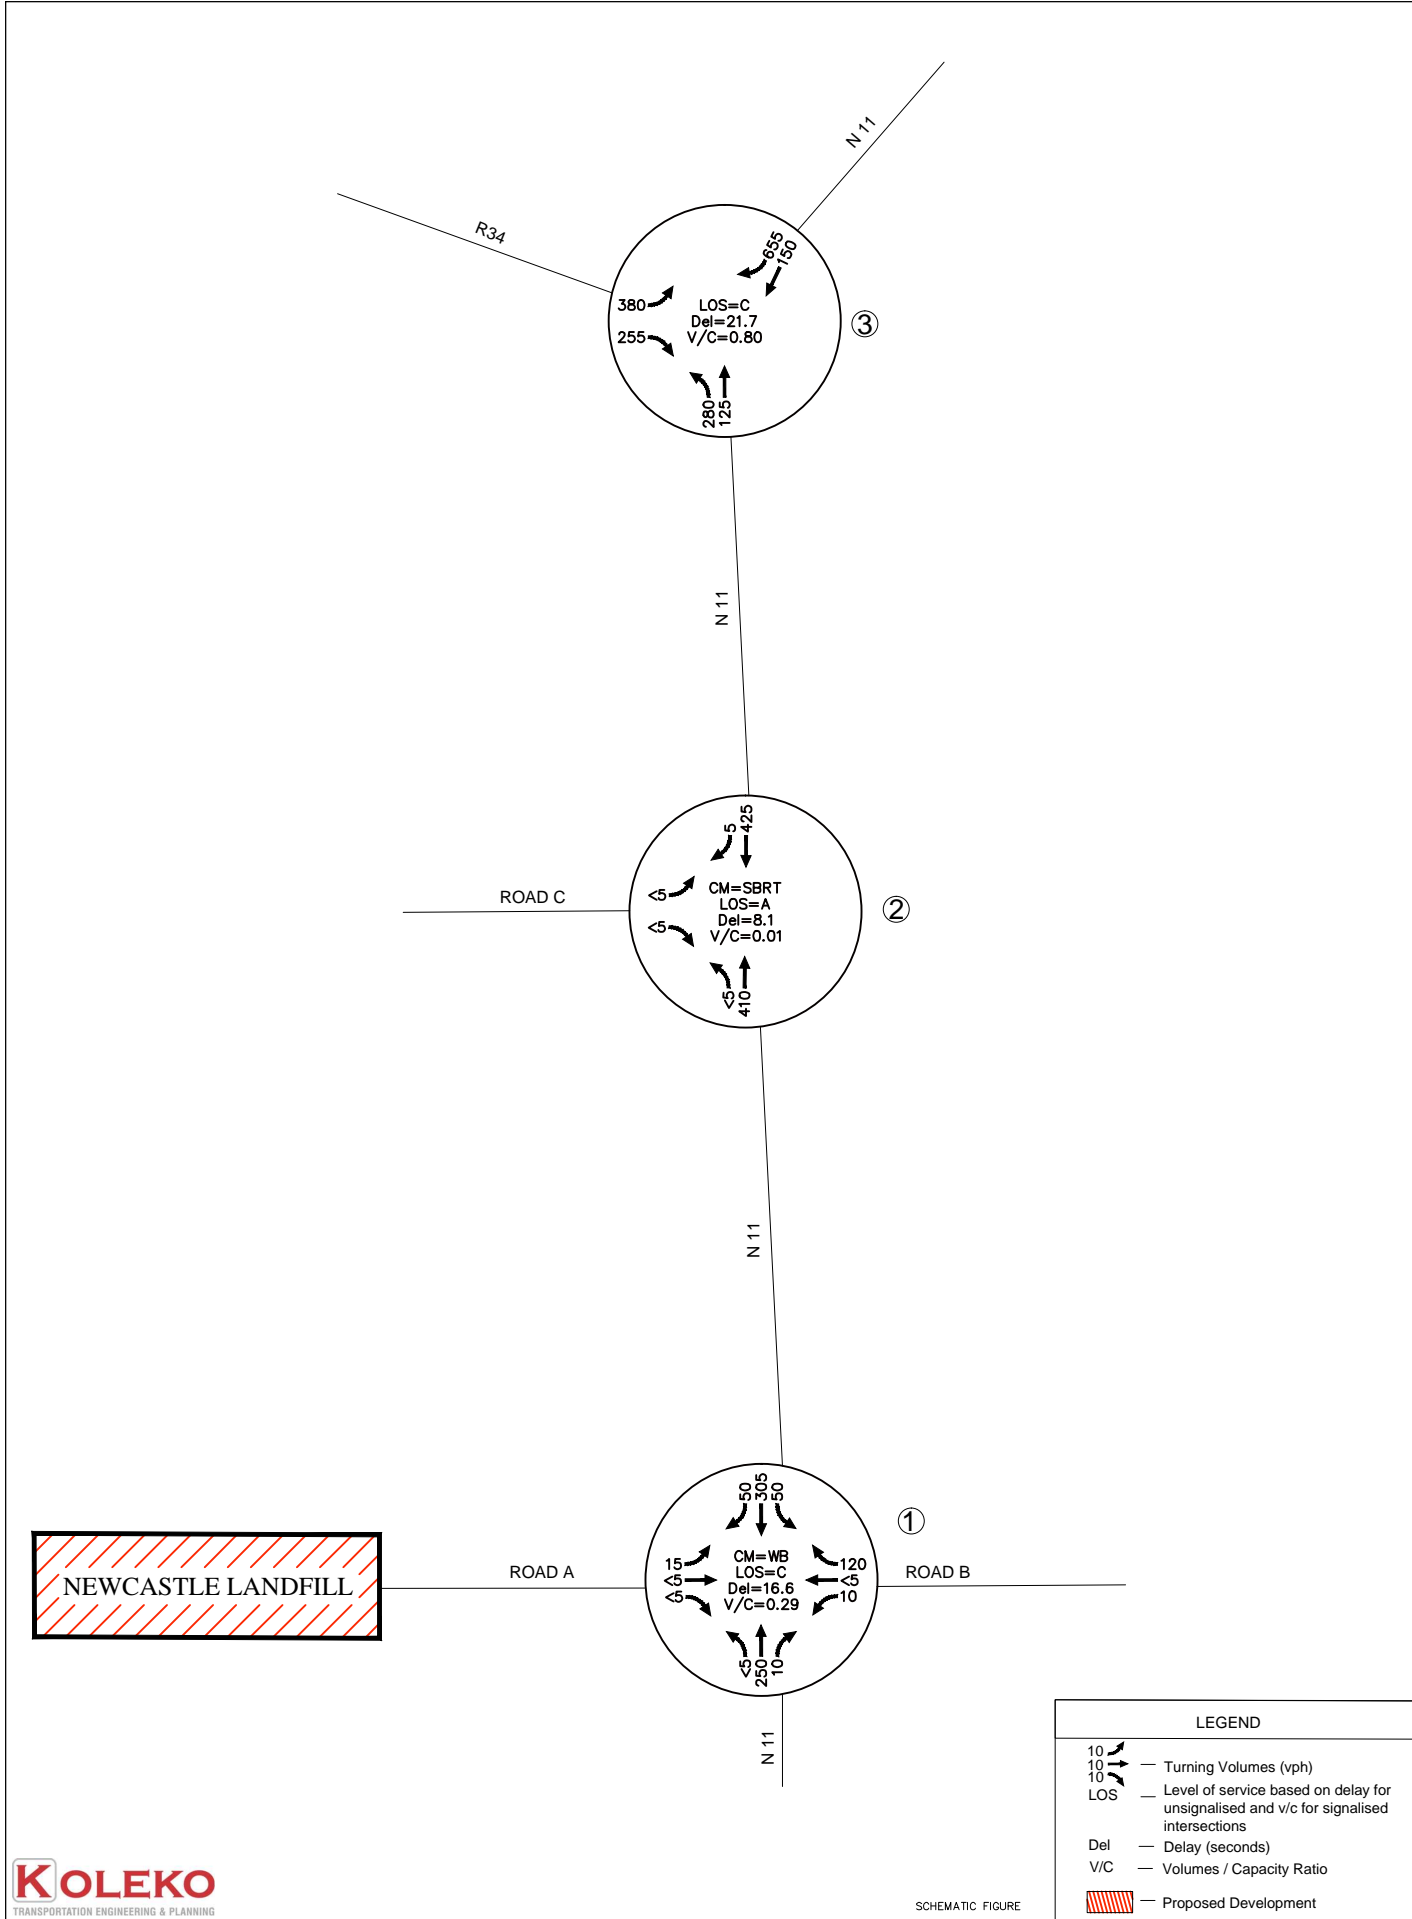 N 11
R34
655
150
380
LOS=C
Del=21.7
V/C=0.80
255
280
125
3
N 11
5
425
ROAD C
<5
CM=SBRT
LOS=A
Del=8.1
V/C=0.01
<5
<5
410
2
N 11
50
305
50
1
NEWCASTLE LANDFILL
ROAD A
15
<5
<5
CM=WB
LOS=C
Del=16.6
V/C=0.29
120
<5
10
ROAD B
<5
250
10
N 11
LEGEND
10
10
10
Turning Volumes (vph)
LOS
Level of service based on delay for
unsignalised and v/c for signalised
intersections
Del
Delay (seconds)
V/C
Volumes / Capacity Ratio
Proposed Development
KOLEKO
TRANSPORTATION ENGINEERING & PLANNING
SCHEMATIC FIGURE